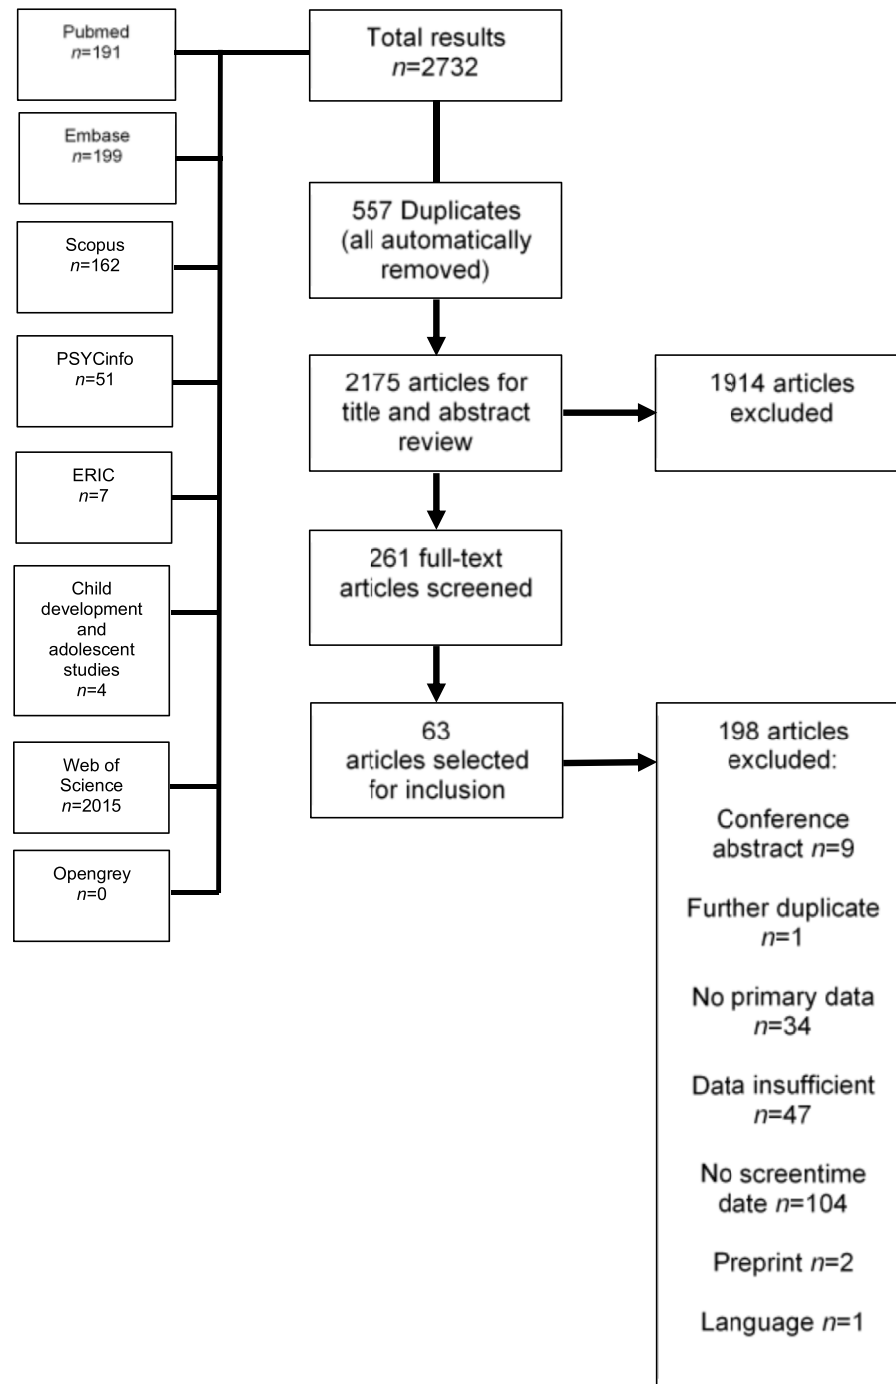 Pubmed
n=191
Embase
n=199
Scopus
n=162
PSYCinfo
n=51
ERIC
n=7
Child
development
and
adolescent
studies
n=4
Web of
Science
n=2015
Opengrey
n=0
Total results
n=2732
557 Duplicates
(all automatically
removed)
2175 articles for
title and abstract
review
1914 articles
excluded
261 full-text
articles screened
63
articles selected
for inclusion
198 articles
excluded:
Conference
abstract n=9
Further duplicate
n=1
No primary data
n=34
Data insufficient
n=47
No screentime
date n=104
Preprint n=2
Language n=1